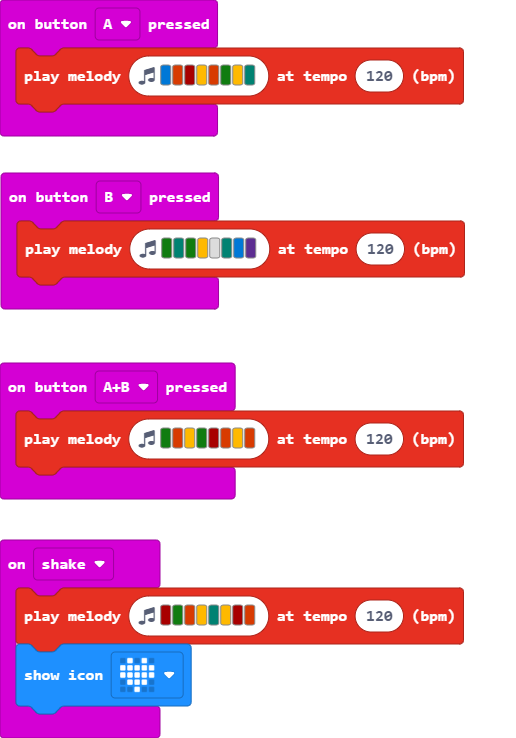 on button A pressed
play melody at tempo 120 (bpm)
on button B pressed
play melody at tempo 120 (bpm)
on button A+B pressed
play melody at tempo 120 (bpm)
on shake
play melody at tempo 120 (bpm)
show icon